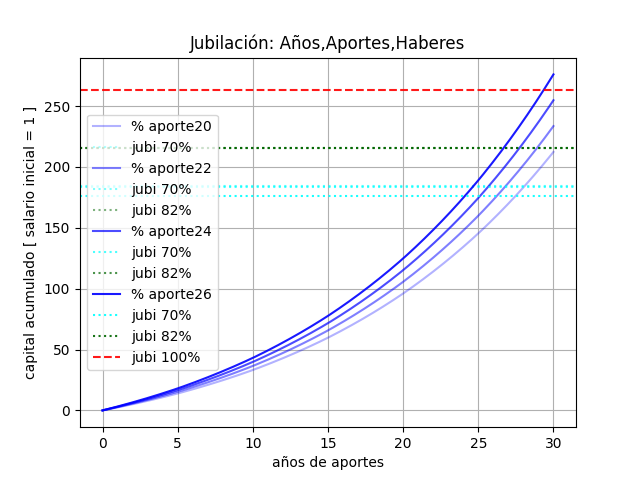 Jubilación: Años,Aportes,Haberes
capital acumulado [ salario inicial = 1 ]
250
200
150
100
50
0
% aporte20
jubi 70%
% aporte22
jubi 70%
jubi 82%
% aporte24
jubi 70%
jubi 82%
% aporte26
jubi 70%
jubi 82%
jubi 100%
0 5 10 15 20 25 30
años de aportes